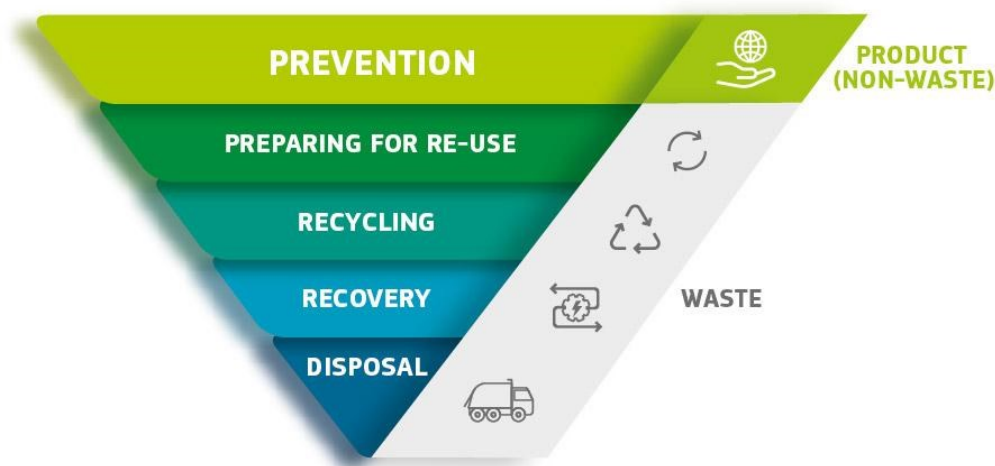 PREVENTION
PRODUCT
(NON-WASTE)
PREPARING FOR RE-USE
RECYCLING
RECOVERY
WASTE
DISPOSAL